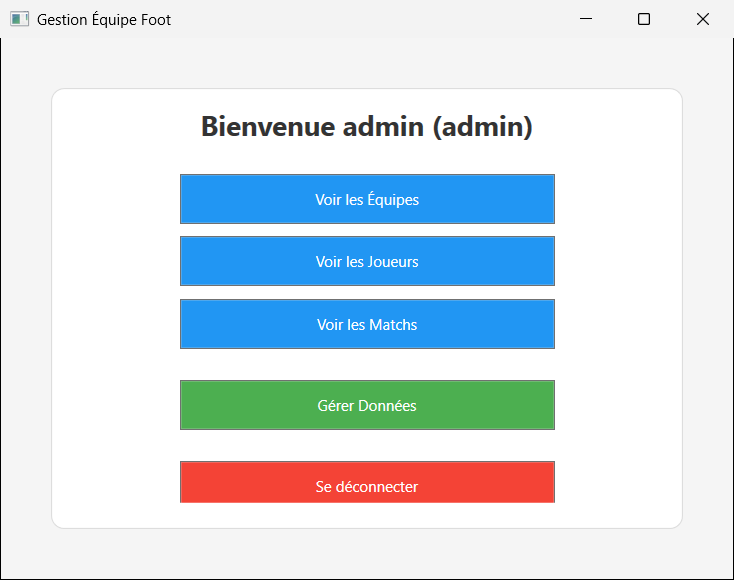 Gestion Équipe Foot
Bienvenue admin (admin)
Voir les Équipes
Voir les Joueurs
Voir les Matchs
Gérer Données
Se déconnecter